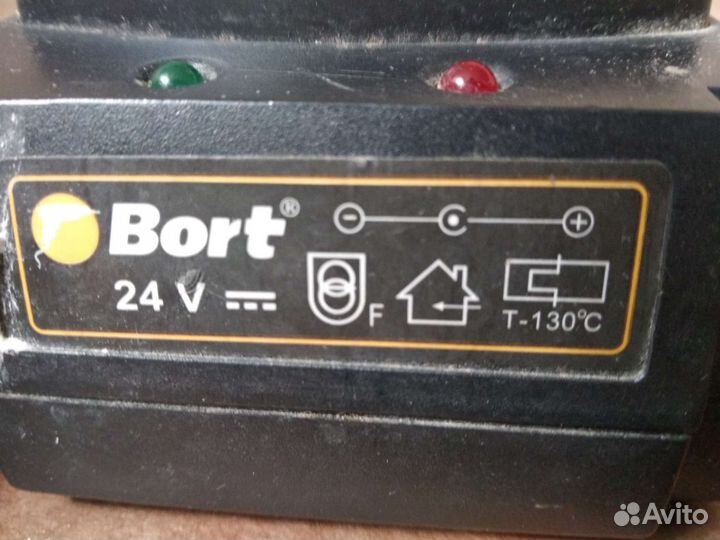 Bort®
24 V
F
T-130°C
Avito